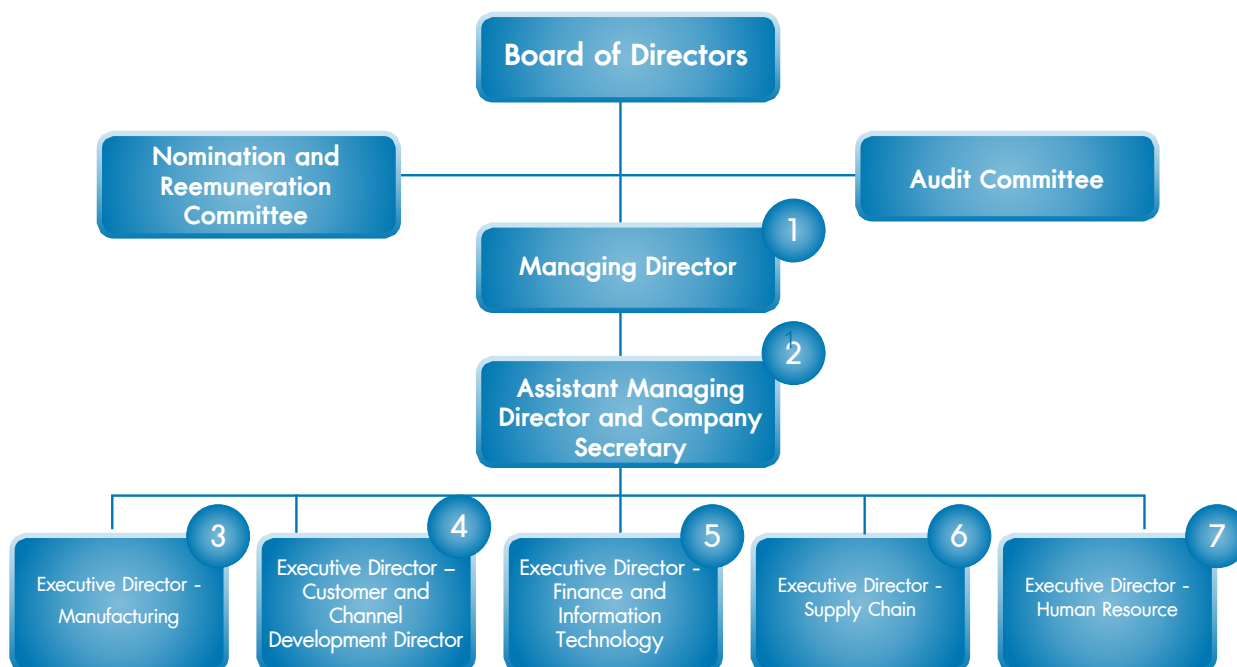 Board of Directors
Nomination and
Reemuneration
Committee
Audit Committee
1
Managing Director
1
2
Assistant Managing
Director and Company
Secretary
3
Executive Director -
Manufacturing
4
Executive Director –
Customer and
Channel
Development Director
5
Executive Director -
Finance and
Information
Technology
6
Executive Director -
Supply Chain
7
Executive Director -
Human Resource